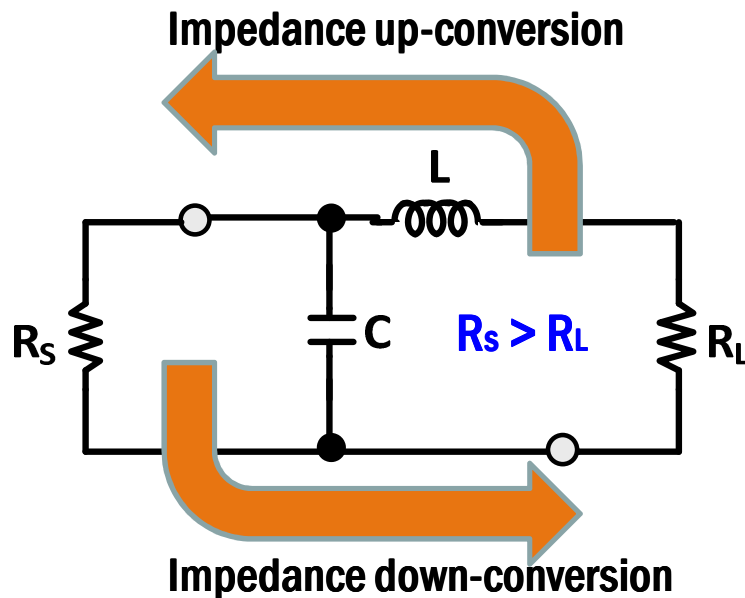 Impedance up-conversion
L
RS
C
Rs > RL
RL
Impedance down-conversion